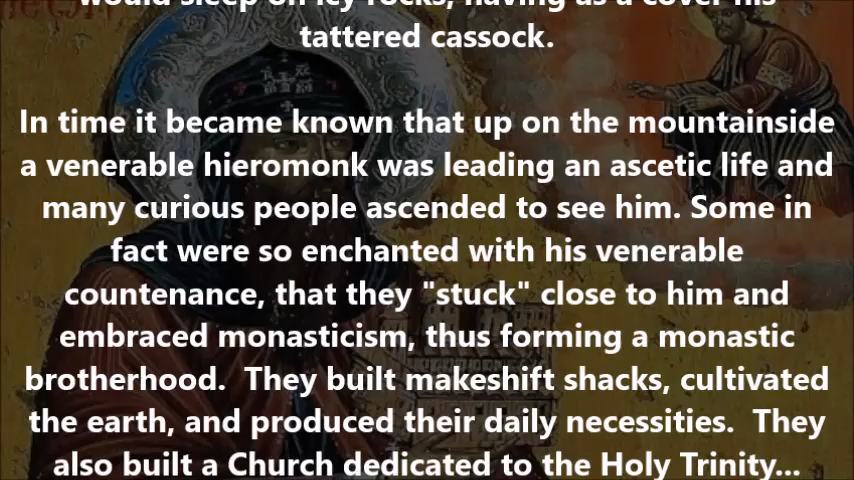 would sleep on icy rocks, having as a cover his
tattered cassock.
In time it became known that up on the mountainside
a venerable hieromonk was leading an ascetic life and
many curious people ascended to see him. Some in
fact were so enchanted with his venerable
countenance, that they "stuck" close to him and
embraced monasticism, thus forming a monastic
brotherhood.  They built makeshift shacks, cultivated
the earth, and produced their daily necessities.  They
also built a Church dedicated to the Holy Trinity...